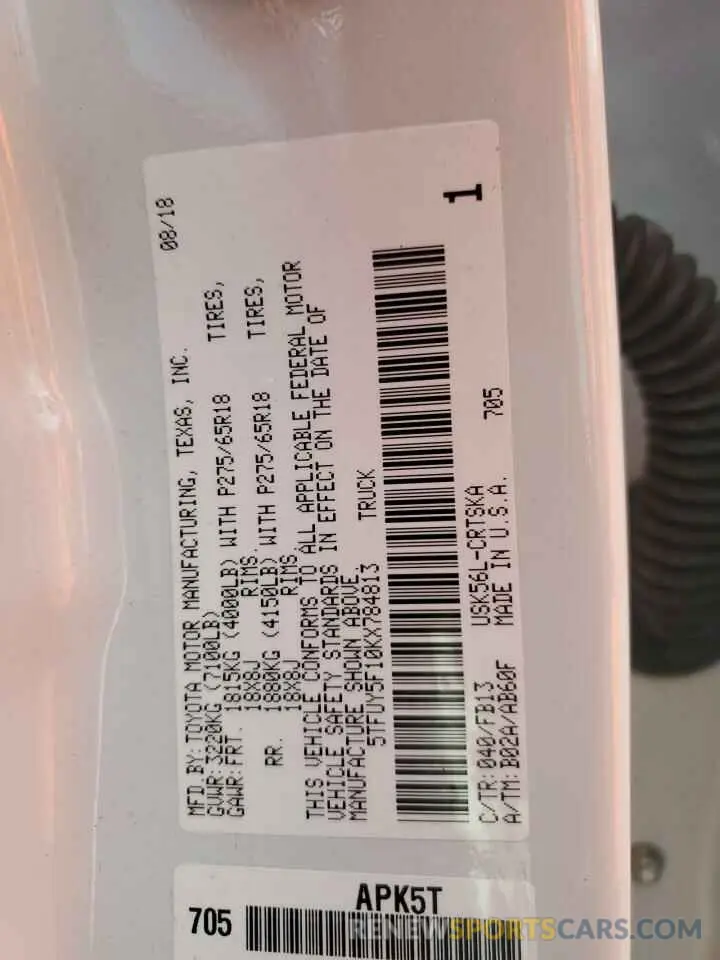 MFD.BY:TOYOTA MOTOR MANUFACTURING, TEXAS, INC. 08/18
GVWR:3220KG (7100LB)
GAWR:FRT. 1815KG (4000LB) WITH P275/65R18 TIRES,
18X8J RIMS.
RR. 1880KG (4150LB) WITH P275/65R18 TIRES,
18X8J RIMS.
THIS VEHICLE CONFORMS TO ALL APPLICABLE FEDERAL MOTOR
VEHICLE SAFETY STANDARDS IN EFFECT ON THE DATE OF
MANUFACTURE SHOWN ABOVE.
5TFUY5F10KX784813 TRUCK
1
C/TR:040/FB13 USK56L-CRTSKA 705
A/TM:B02A/AB60F MADE IN U.S.A.
705
APK5T
RENEWSPORTSCARS.COM